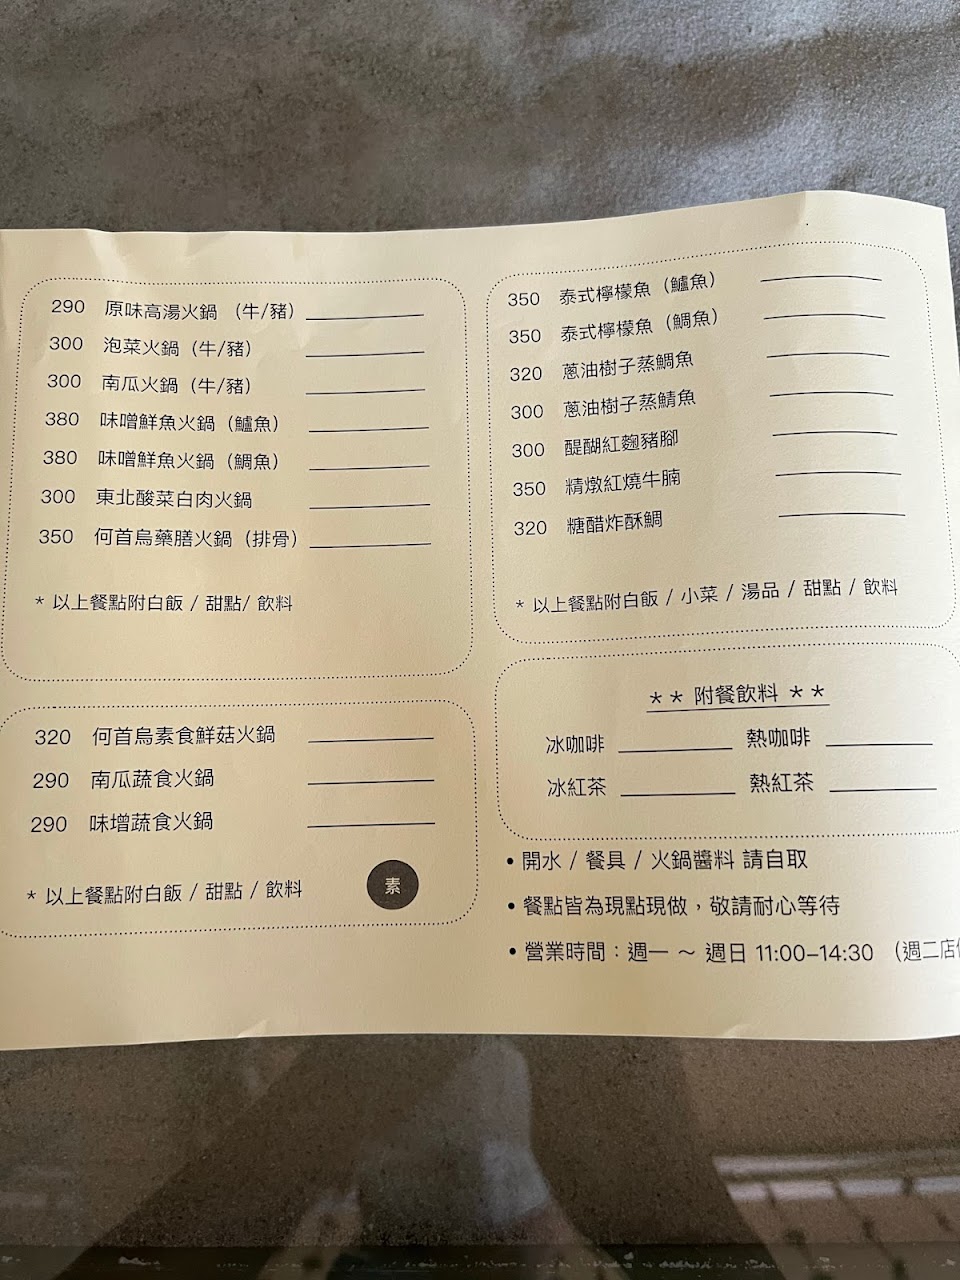 290 原味高湯火鍋（牛/豬）
300 泡菜火鍋（牛/豬）
300 南瓜火鍋（牛/豬）
380 味噌鮮魚火鍋（鱸魚）
380 味噌鮮魚火鍋（鯛魚）
300 東北酸菜白肉火鍋
350 何首烏藥膳火鍋（排骨）
* 以上餐點附白飯 / 甜點/ 飲料
320 何首烏素食鮮菇火鍋
290 南瓜蔬食火鍋
290 味增蔬食火鍋
* 以上餐點附白飯 / 甜點 / 飲料
素
350 泰式檸檬魚（鱸魚）
350 泰式檸檬魚（鯛魚）
320 蔥油樹子蒸鯛魚
300 蔥油樹子蒸鯖魚
300 醍醐紅麴豬腳
350 精燉紅燒牛腩
320 糖醋炸酥鯛
* 以上餐點附白飯 / 小菜 / 湯品 / 甜點 / 飲料
** 附餐飲料 **
冰咖啡 熱咖啡
冰紅茶 熱紅茶
• 開水 / 餐具 / 火鍋醬料 請自取
• 餐點皆為現點現做，敬請耐心等待
• 營業時間：週一 ～ 週日 11:00–14:30 （週二店